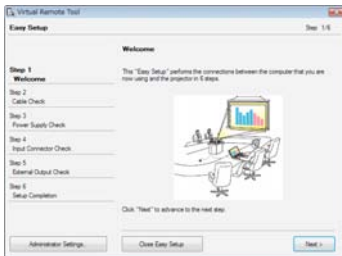 Virtual Remote Tool
Easy Setup
Step 1/6
Step 1
Welcome
Step 2
Cable Check
Step 3
Power Supply Check
Step 4
Input Connector Check
Step 5
External Output Check
Step 6
Setup Completion
Welcome
This "Easy Setup" performs the connections between the computer that you are
now using and the projector in 6 steps.
Click "Next" to advance to the next step.
Administrator Settings...
Close Easy Setup
Next >